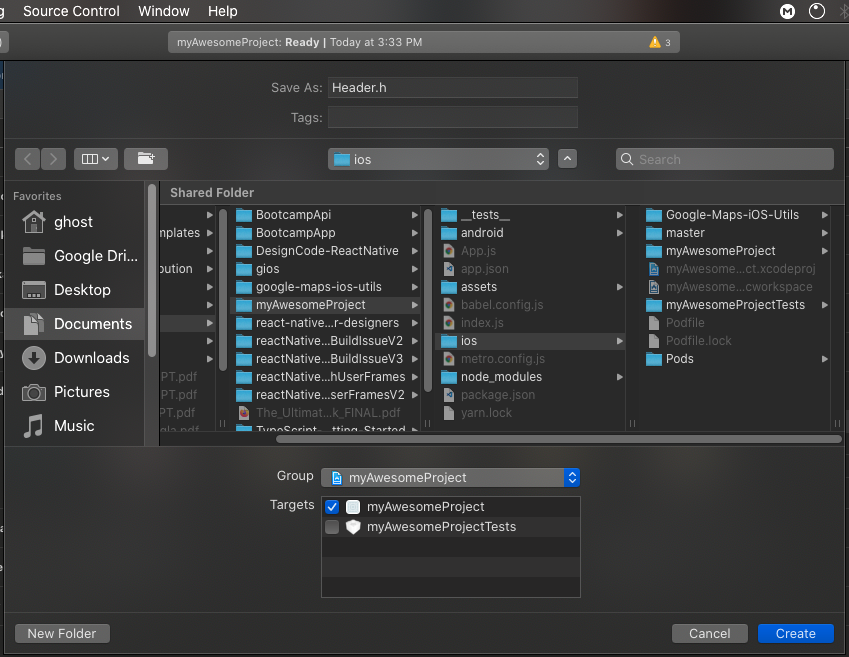 Source Control Window Help
myAwesomeProject: Ready | Today at 3:33 PM 3
Save As: Header.h
Tags:
ios
Search
Favorites
ghost
Google Dri...
Desktop
Documents
Downloads
Pictures
Music
Shared Folder
mplates
bution
PT.pdf
PT.pdf
PT.pdf
gla.pdf
BootcampApi
BootcampApp
DesignCode-ReactNative
gios
google-maps-ios-utils
myAwesomeProject
react-native...r-designers
reactNative...BuildIssueV2
reactNative...BuildIssueV3
reactNative...hUserFrames
reactNative...serFramesV2
The_Ultimat...k_FINAL.pdf
TypeScript-...tting-Started
__tests__
android
App.js
app.json
assets
babel.config.js
index.js
ios
metro.config.js
node_modules
package.json
yarn.lock
Google-Maps-iOS-Utils
master
myAwesomeProject
myAwesome...ct.xcodeproj
myAwesome...cworkspace
myAwesomeProjectTests
Podfile
Podfile.lock
Pods
Group myAwesomeProject
Targets myAwesomeProject
myAwesomeProjectTests
New Folder Cancel Create